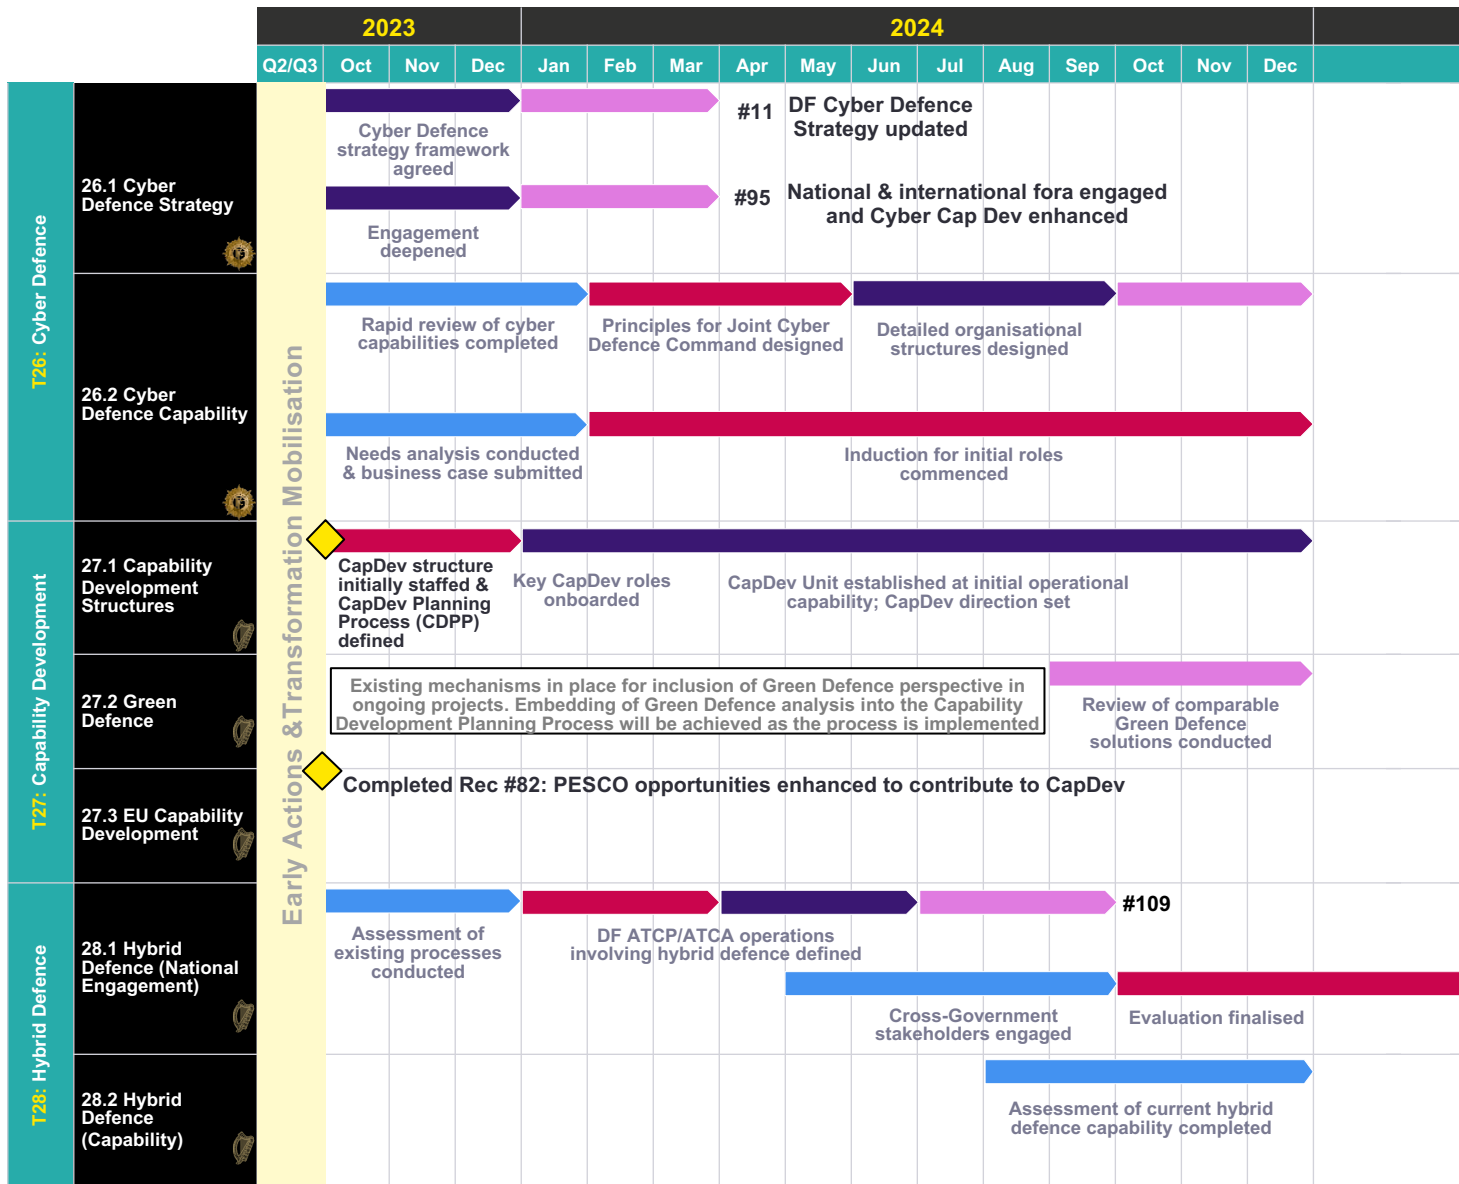 2023
2024
Q2/Q3
Oct
Nov
Dec
Jan
Feb
Mar
Apr
May
Jun
Jul
Aug
Sep
Oct
Nov
Dec
Early Actions &Transformation Mobilisation
T26: Cyber Defence
26.1 Cyber
Defence Strategy
Cyber Defence
strategy framework
agreed
#11
DF Cyber Defence
Strategy updated
Engagement
deepened
#95
National & international fora engaged
and Cyber Cap Dev enhanced
26.2 Cyber
Defence Capability
Rapid review of cyber
capabilities completed
Principles for Joint Cyber
Defence Command designed
Detailed organisational
structures designed
Needs analysis conducted
& business case submitted
Induction for initial roles
commenced
T27: Capability Development
27.1 Capability
Development
Structures
CapDev structure
initially staffed &
CapDev Planning
Process (CDPP)
defined
Key CapDev roles
onboarded
CapDev Unit established at initial operational
capability; CapDev direction set
27.2 Green
Defence
Existing mechanisms in place for inclusion of Green Defence perspective in
ongoing projects. Embedding of Green Defence analysis into the Capability
Development Planning Process will be achieved as the process is implemented
Review of comparable
Green Defence
solutions conducted
27.3 EU Capability
Development
Completed Rec #82: PESCO opportunities enhanced to contribute to CapDev
T28: Hybrid Defence
28.1 Hybrid
Defence (National
Engagement)
Assessment of
existing processes
conducted
DF ATCP/ATCA operations
involving hybrid defence defined
#109
Cross-Government
stakeholders engaged
Evaluation finalised
28.2 Hybrid
Defence
(Capability)
Assessment of current hybrid
defence capability completed